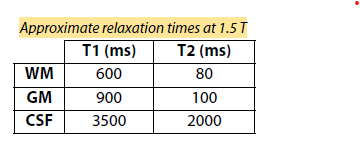 Approximate relaxation times at 1.5 T
T1 (ms) T2 (ms)
WM 600 80
GM 900 100
CSF 3500 2000